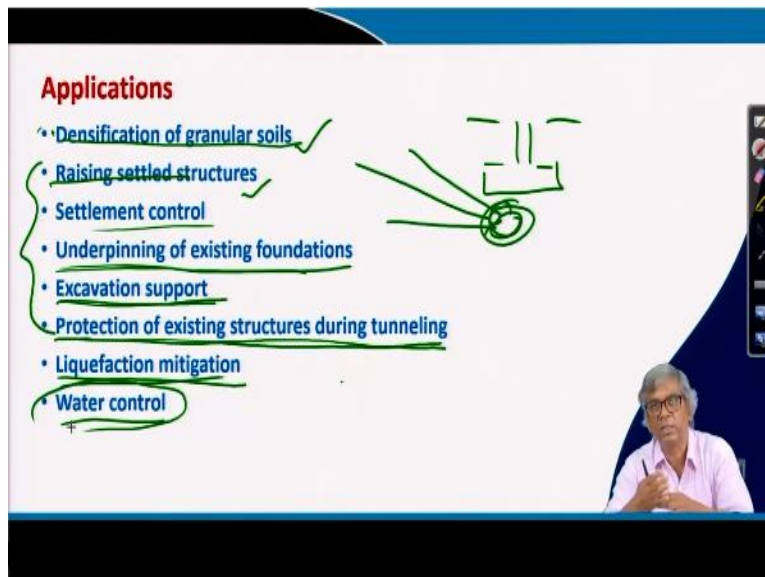 Applications
• Densification of granular soils
• Raising settled structures
• Settlement control
• Underpinning of existing foundations
• Excavation support
• Protection of existing structures during tunneling
• Liquefaction mitigation
• Water control